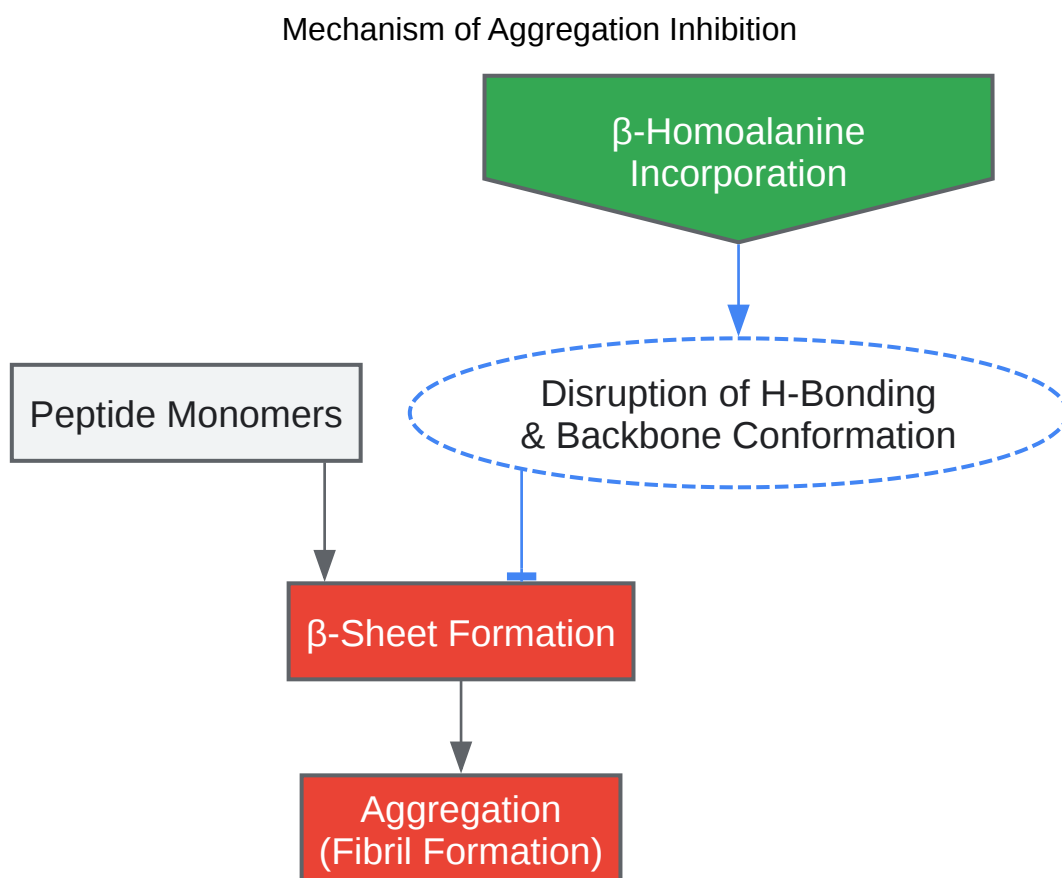 Mechanism of Aggregation Inhibition
β-Homoalanine
Incorporation
Disruption of H-Bonding
& Backbone Conformation
Peptide Monomers
β-Sheet Formation
Aggregation
(Fibril Formation)